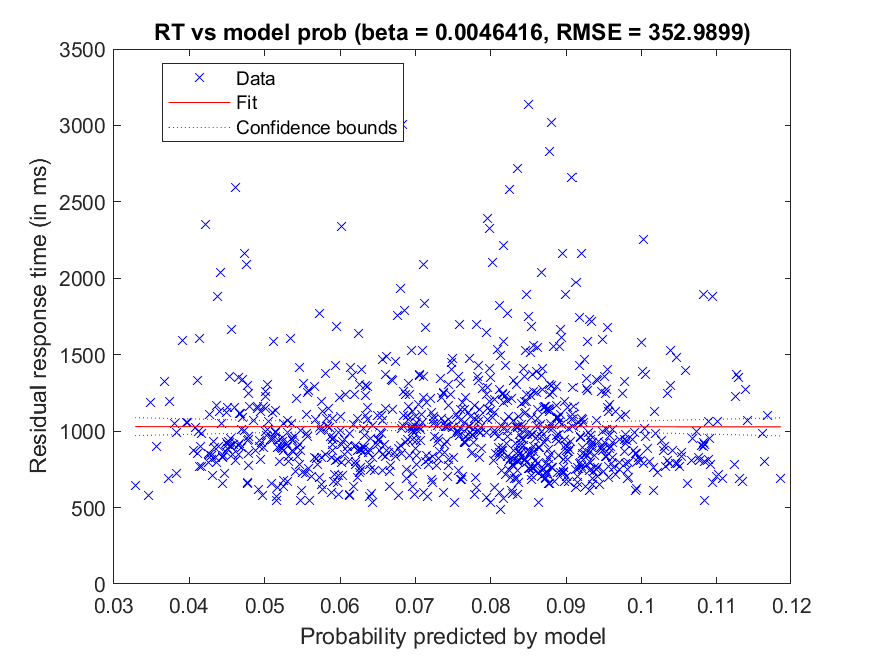 RT vs model prob (beta = 0.0046416, RMSE = 352.9899)
3500
3000
2500
2000
1500
1000
500
0
Residual response time (in ms)
Data
Fit
Confidence bounds
0.03 0.04 0.05 0.06 0.07 0.08 0.09 0.1 0.11 0.12
Probability predicted by model